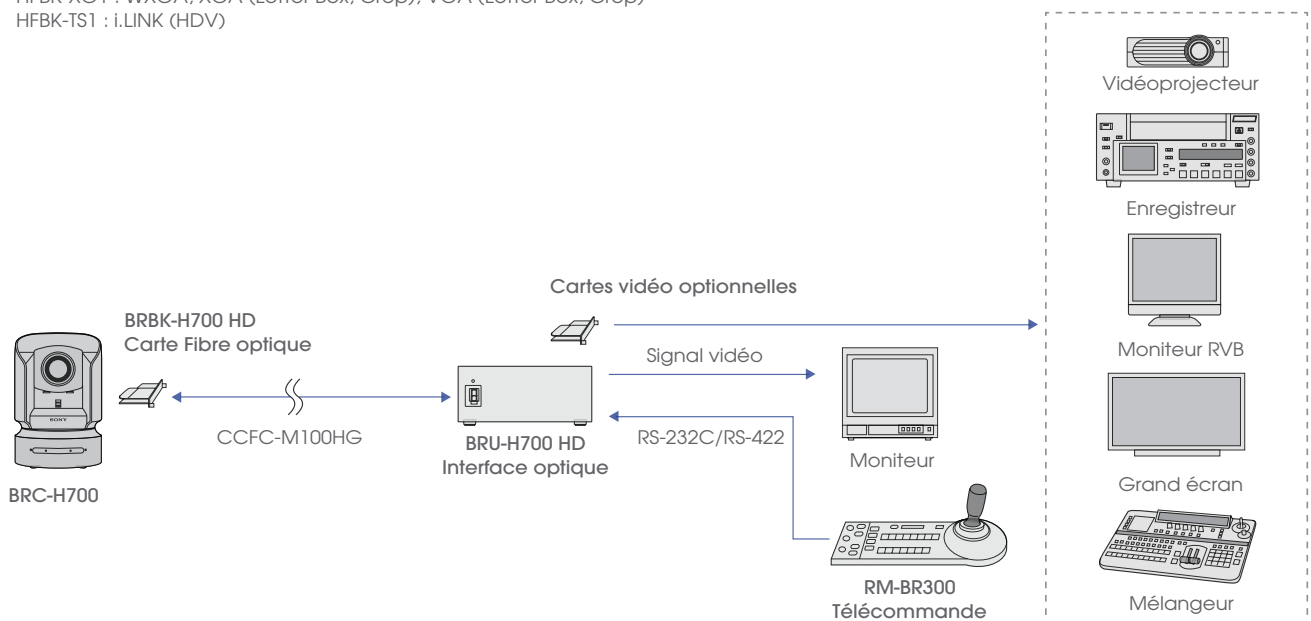 HFBK-TS1 : i.LINK (HDV)
Vidéoprojecteur
Enregistreur
Cartes vidéo optionnelles
BRBK-H700 HD
Carte Fibre optique
Signal vidéo
Moniteur RVB
SONY
CCFC-M100HG
BRU-H700 HD
Interface optique
RS-232C/RS-422
Moniteur
BRC-H700
Grand écran
RM-BR300
Télécommande
Mélangeur